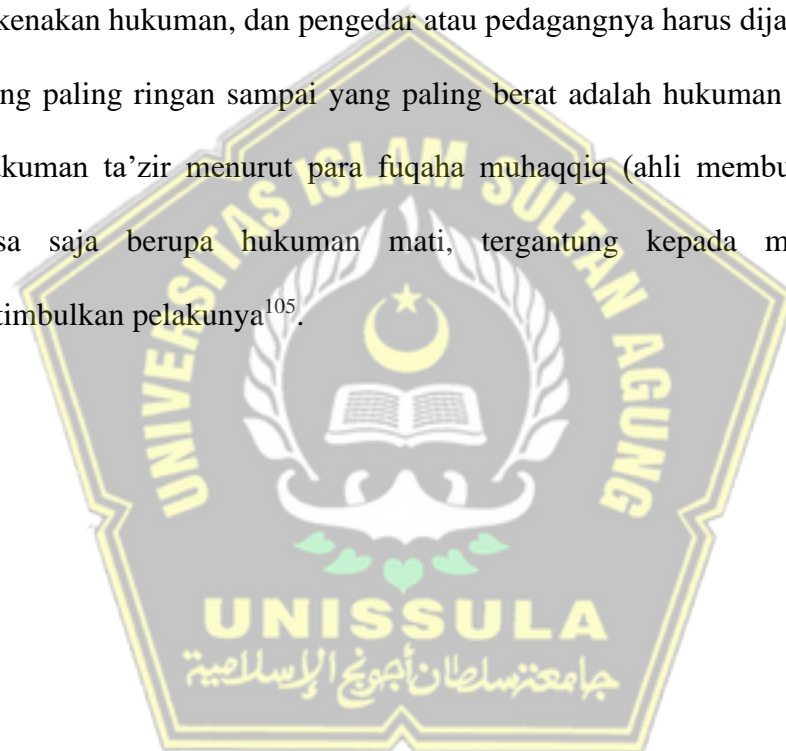 kenakan hukuman, dan pengedar atau pedagangnya harus dija
ng paling ringan sampai yang paling berat adalah hukuman
kuman ta’zir menurut para fuqaha muhaqqiq (ahli membu
sa saja berupa hukuman mati, tergantung kepada m
timbulkan pelakunya105.
UNIVERSITAS ISLAM SULTAN AGUNG
UNISSULA
جامعة سلطان أجونج الإسلامية